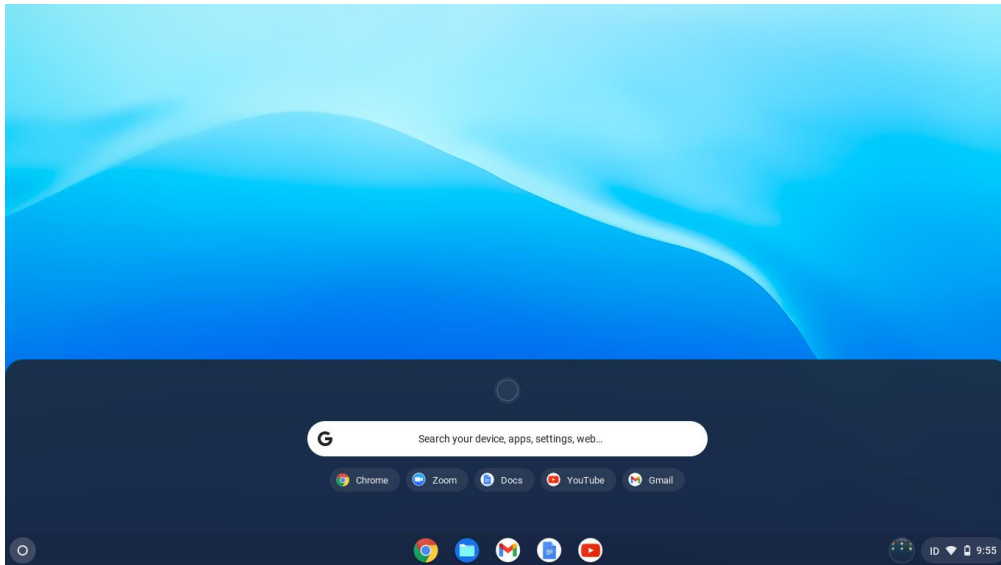 Search your device, apps, settings, web...
Chrome Zoom Docs YouTube Gmail
ID 9:55